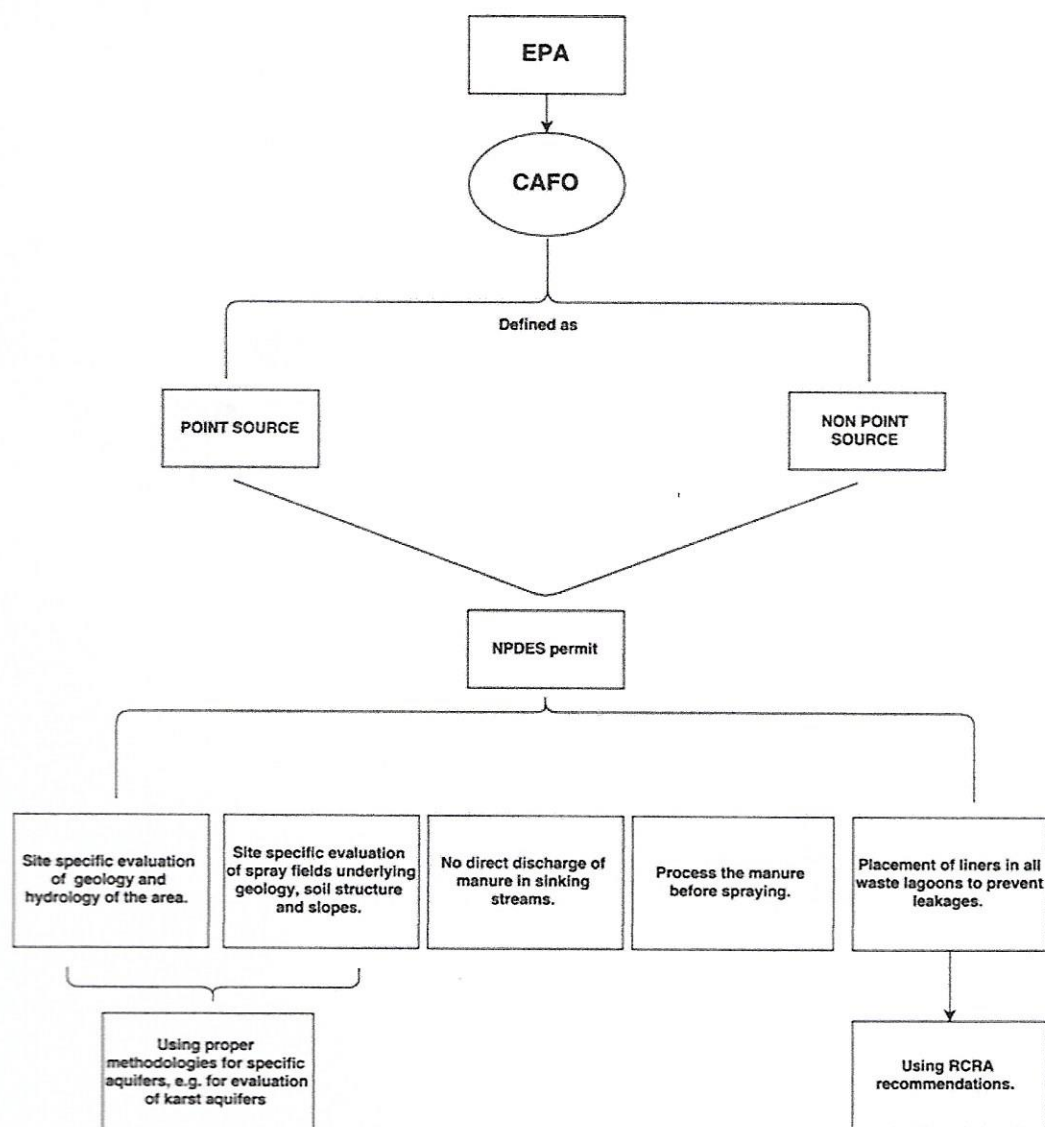 EPA
CAFO
Defined as
POINT SOURCE
NON POINT
SOURCE
NPDES permit
Site specific evaluation
of geology and
hydrology of the area.
Site specific evaluation
of spray fields underlying
geology, soil structure
and slopes.
No direct discharge of
manure in sinking
streams.
Process the manure
before spraying.
Placement of liners in all
waste lagoons to prevent
leakages.
Using proper
methodologies for specific
aquifers, e.g. for evaluation
of karst aquifers
Using RCRA
recommendations.